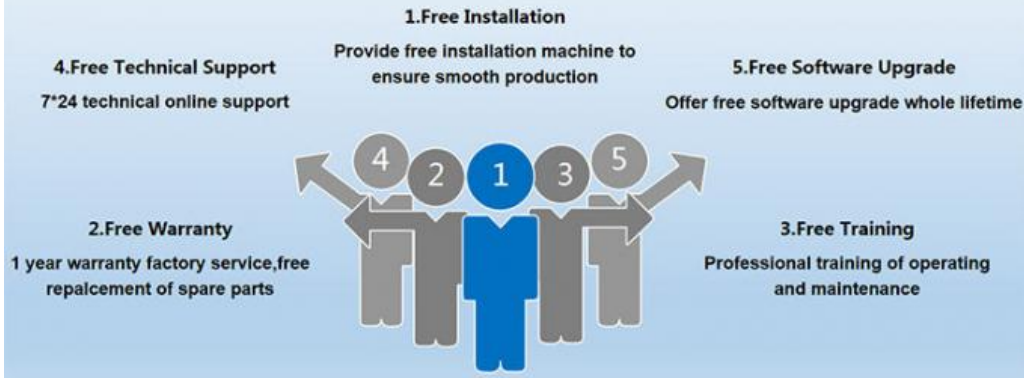 1.Free Installation
Provide free installation machine to
ensure smooth production
4.Free Technical Support
7*24 technical online support
5.Free Software Upgrade
Offer free software upgrade whole lifetime
4
2
1
3
5
2.Free Warranty
1 year warranty factory service,free
repalcement of spare parts
3.Free Training
Professional training of operating
and maintenance